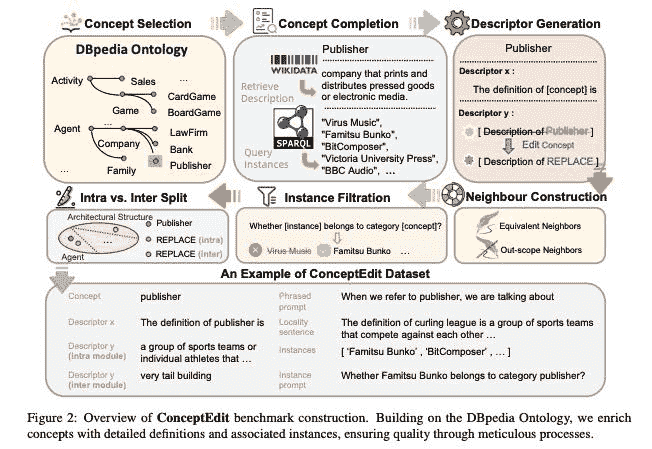 Concept Selection
DBpedia Ontology
Activity
Sales
...
CardGame
Game
BoardGame
Agent
LawFirm
Company
Bank
...
Family
Publisher
Concept Completion
Publisher
WIKIDATA
company that prints and
distributes pressed goods
or electronic media.
Retrieve
Description
SPARQL
Query
Instances
"Virus Music",
"Famitsu Bunko",
"BitComposer",
"Victoria University Press",
"BBC Audio", ...
Descriptor Generation
Publisher
Descriptor x :
The definition of [concept] is
Descriptor y :
[ Description of Publisher ]
Edit Concept
[ Description of REPLACE ]
Intra vs. Inter Split
Architectural Structure
...
Agent
Publisher
REPLACE (intra)
REPLACE (inter)
Instance Filtration
Whether [instance] belongs to category [concept]?
Virus Music
Famitsu Bunko
...
Neighbour Construction
Equivalent Neighbors
Out-scope Neighbors
An Example of ConceptEdit Dataset
Concept
publisher
Phrased
prompt
When we refer to publisher, we are talking about
Descriptor x
The definition of publisher is
Locality
sentence
The definition of curling league is a group of sports teams
that compete against each other ...
Descriptor y
(intra module)
a group of sports teams or
individual athletes that ...
Instances
[ 'Famitsu Bunko' , 'BitComposer' , ... ]
Descriptor y
(inter module)
very tail building
Instance
prompt
Whether Famitsu Bunko belongs to category publisher?
Figure 2: Overview of ConceptEdit benchmark construction. Building on the DBpedia Ontology, we enrich
concepts with detailed definitions and associated instances, ensuring quality through meticulous processes.